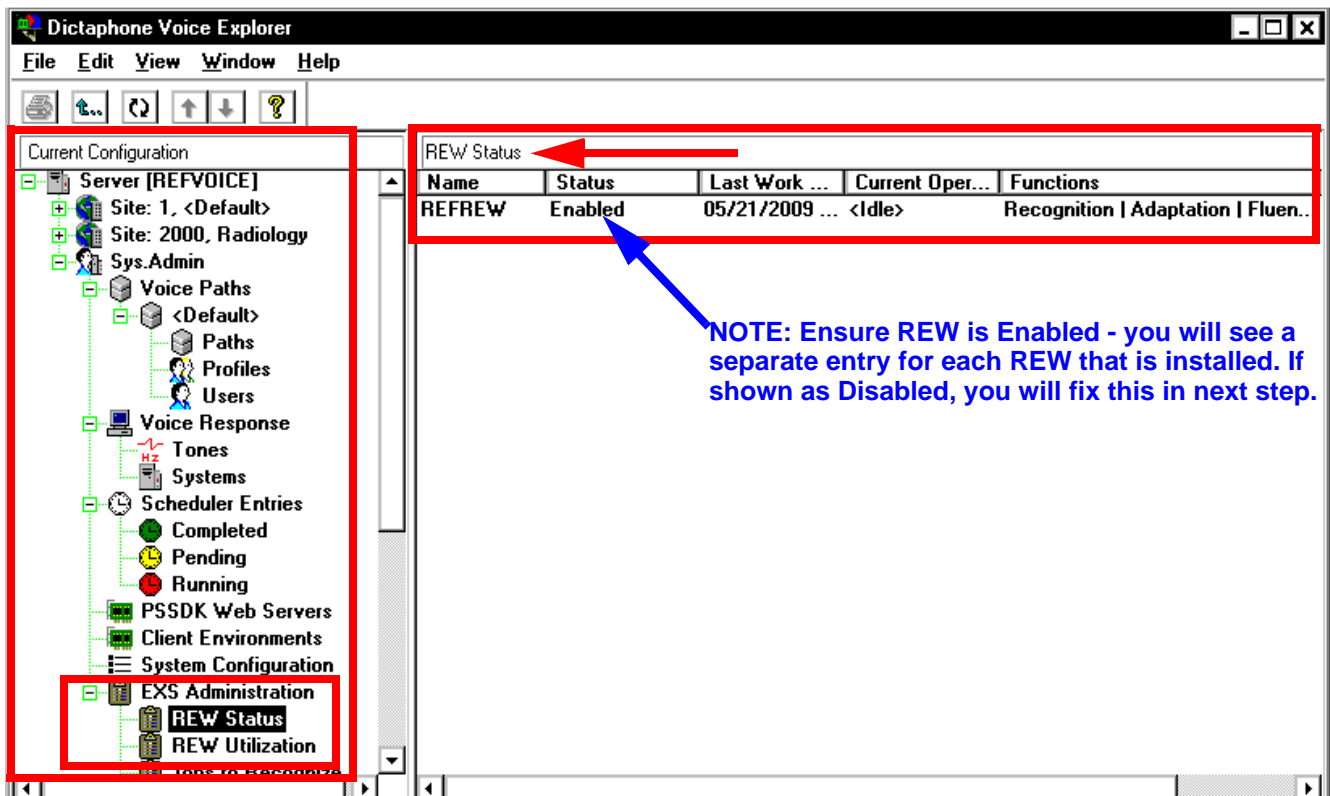 Dictaphone Voice Explorer
File Edit View Window Help
Current Configuration
Server [REFVOICE]
Site: 1, <Default>
Site: 2000, Radiology
Sys.Admin
Voice Paths
<Default>
Paths
Profiles
Users
Voice Response
Hz Tones
Systems
Scheduler Entries
Completed
Pending
Running
PSSDK Web Servers
Client Environments
System Configuration
EXS Administration
REW Status
REW Utilization
Jobs to Recognize
REW Status
Name Status Last Work ... Current Oper... Functions
REFREW Enabled 05/21/2009 ... <Idle> Recognition | Adaptation | Fluen...
NOTE: Ensure REW is Enabled - you will see a
separate entry for each REW that is installed. If
shown as Disabled, you will fix this in next step.